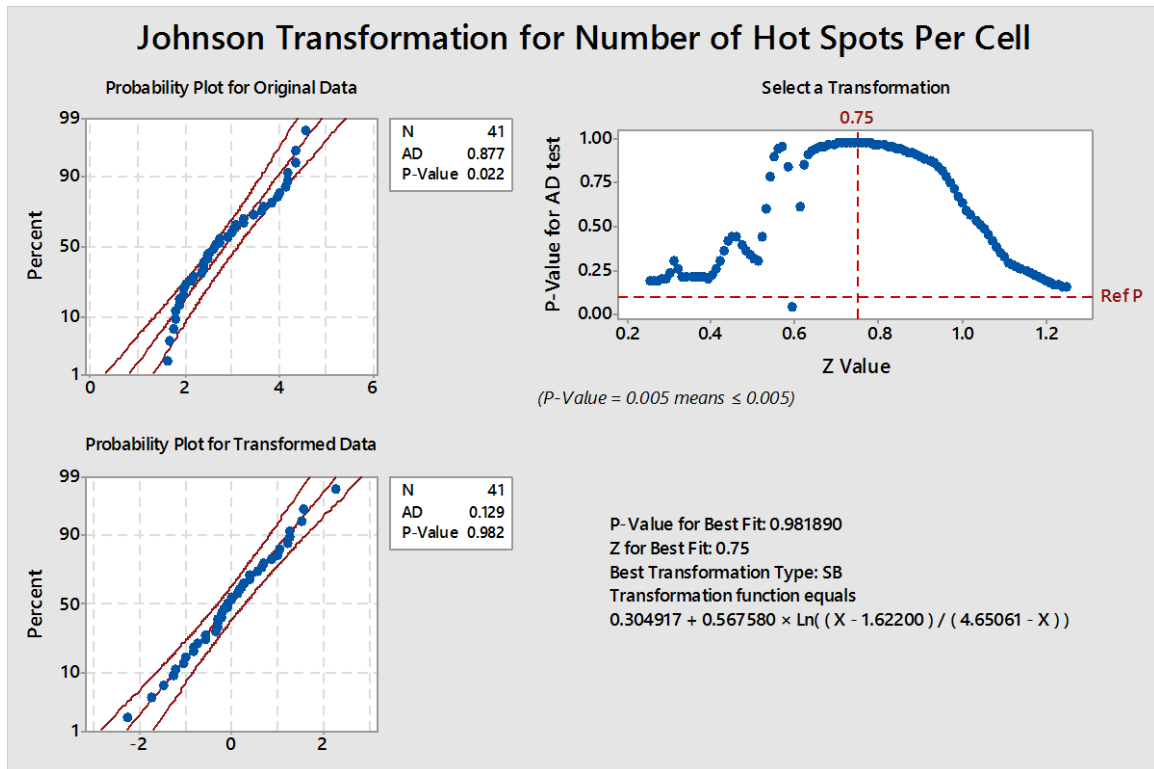 Johnson Transformation for Number of Hot Spots Per Cell
Probability Plot for Original Data
99
90
50
10
1
Percent
0 2 4 6
N 41
AD 0.877
P-Value 0.022
Select a Transformation
0.75
1.00
0.75
0.50
0.25
0.00
P-Value for AD test
Ref P
0.2 0.4 0.6 0.8 1.0 1.2
Z Value
(P-Value = 0.005 means ≤ 0.005)
Probability Plot for Transformed Data
99
90
50
10
1
Percent
-2 0 2
N 41
AD 0.129
P-Value 0.982
P-Value for Best Fit: 0.981890
Z for Best Fit: 0.75
Best Transformation Type: SB
Transformation function equals
0.304917 + 0.567580 × Ln( ( X - 1.62200 ) / ( 4.65061 - X ) )